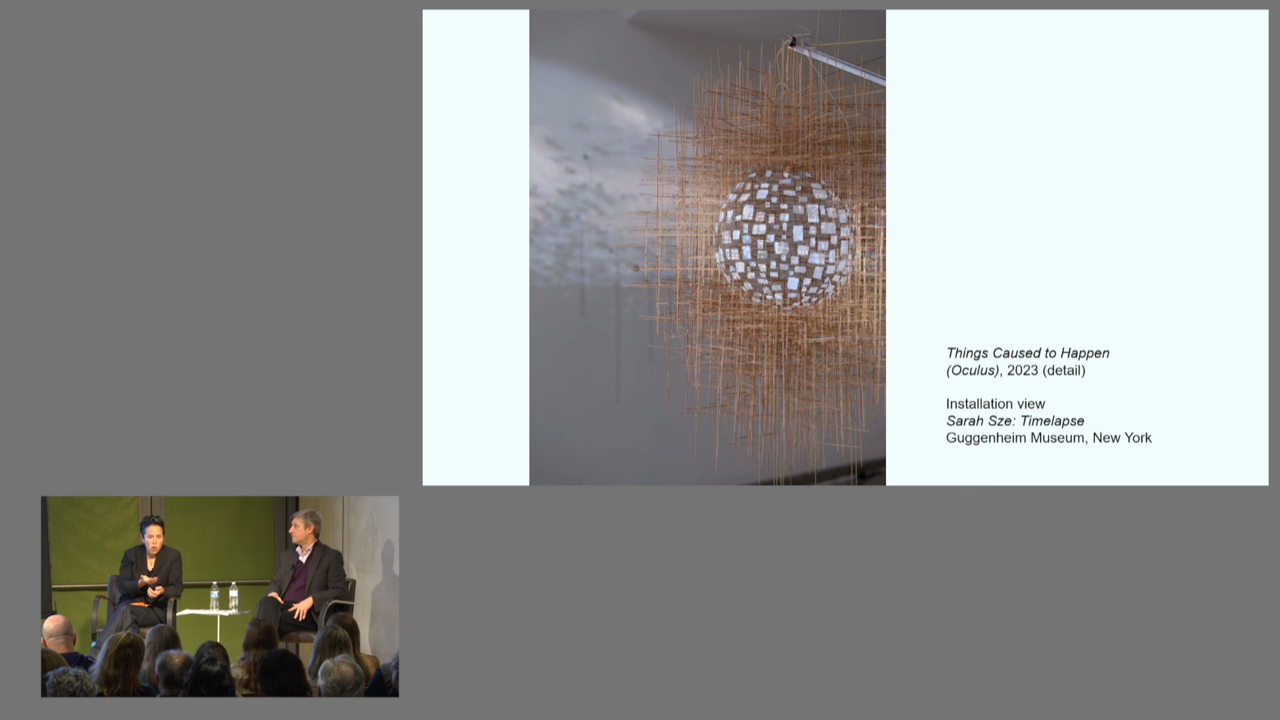 Things Caused to Happen
(Oculus), 2023 (detail)
Installation view
Sarah Sze: Timelapse
Guggenheim Museum, New York